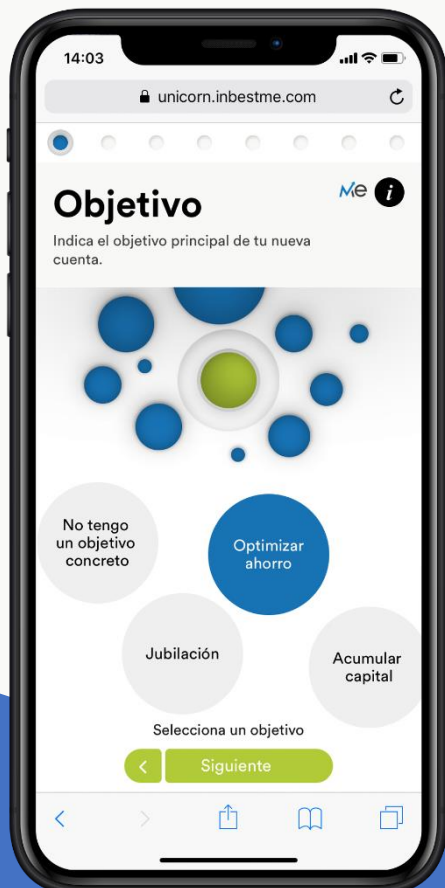 14:03
unicorn.inbestme.com
Objetivo
Me
i
Indica el objetivo principal de tu nueva
cuenta.
No tengo
un objetivo
concreto
Optimizar
ahorro
Jubilación
Acumular
capital
Selecciona un objetivo
Siguiente